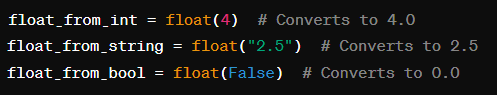 float_from_int = float(4)  # Converts to 4.0
float_from_string = float("2.5")  # Converts to 2.5
float_from_bool = float(False)  # Converts to 0.0